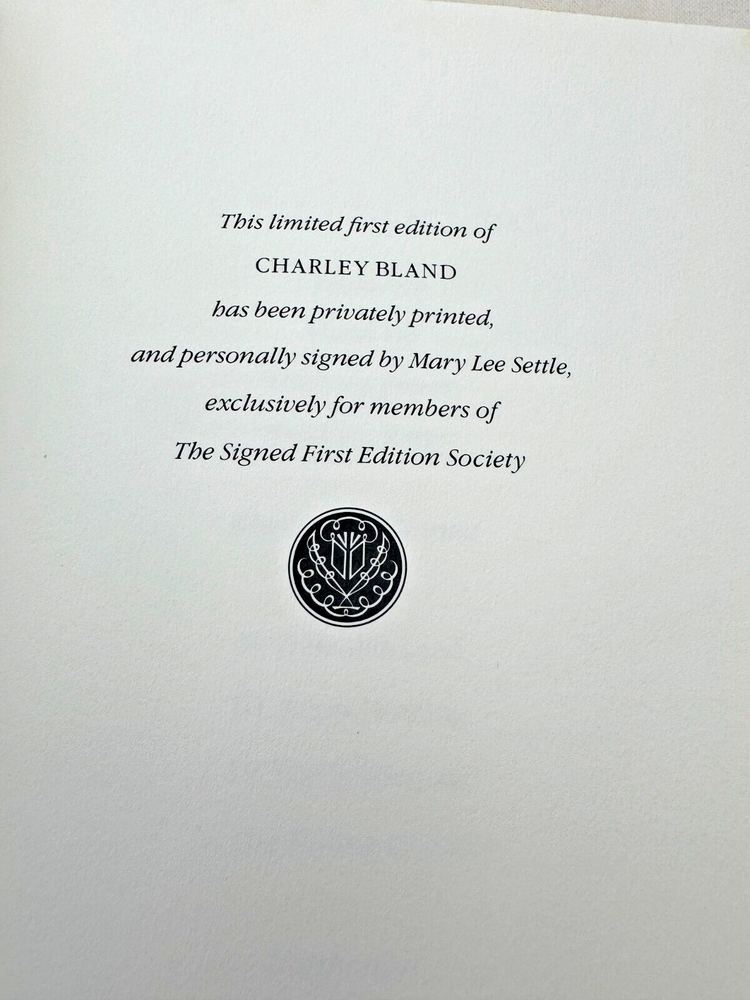 This limited first edition of
CHARLEY BLAND
has been privately printed,
and personally signed by Mary Lee Settle,
exclusively for members of
The Signed First Edition Society